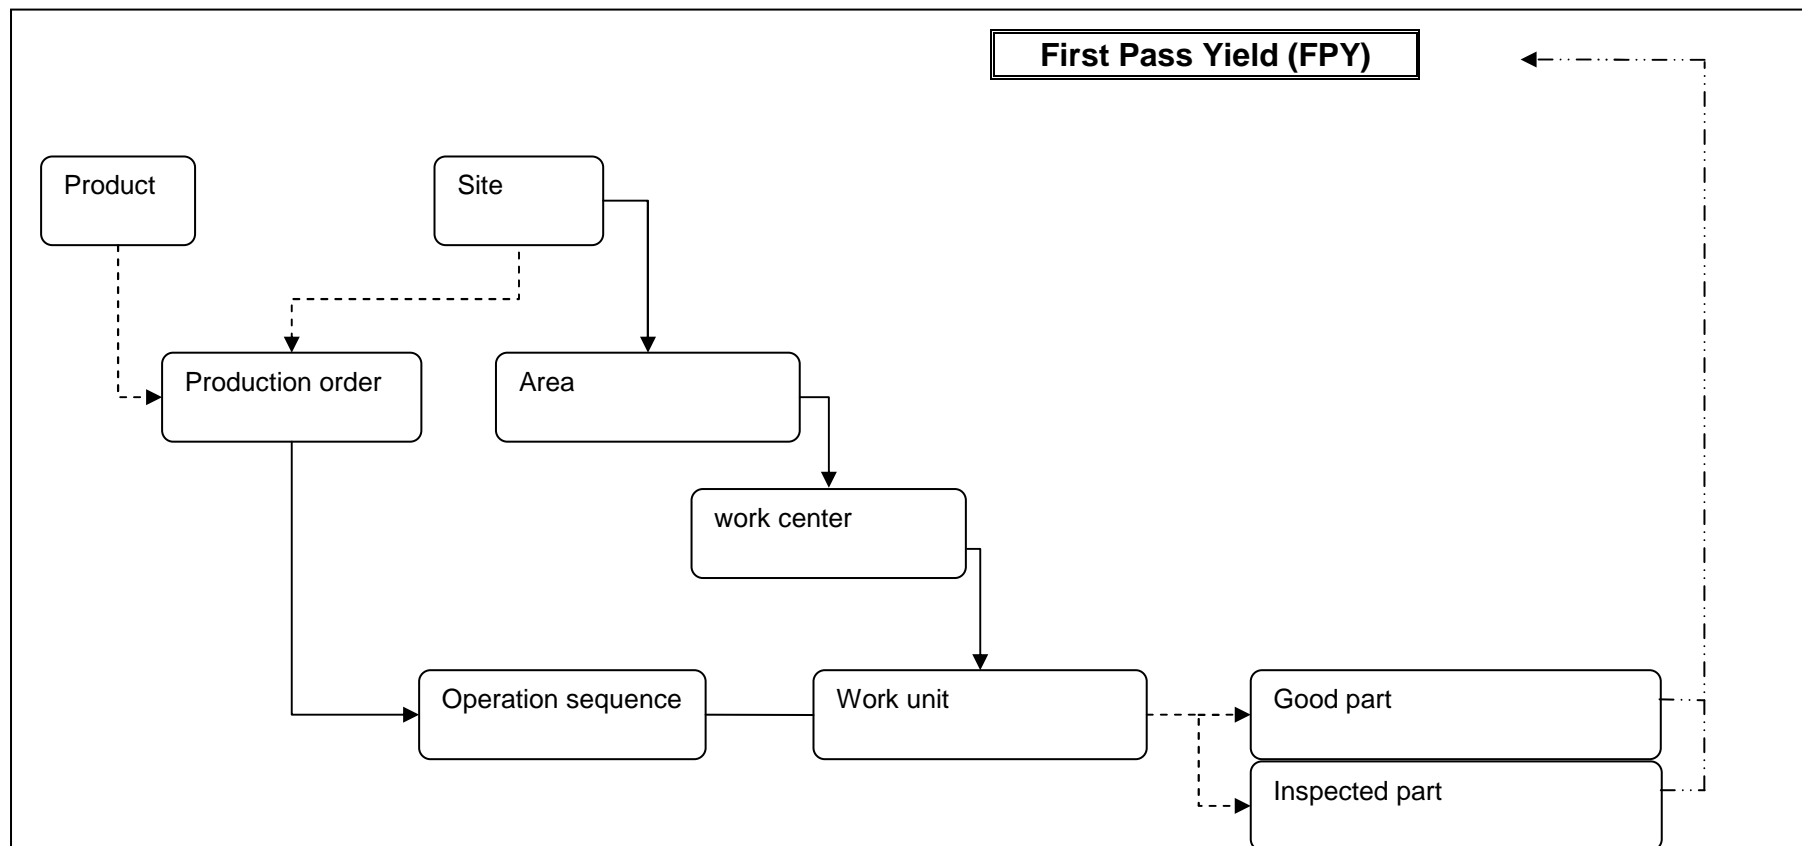 First Pass Yield (FPY)
Product
Site
Production order
Area
work center
Operation sequence
Work unit
Good part
Inspected part